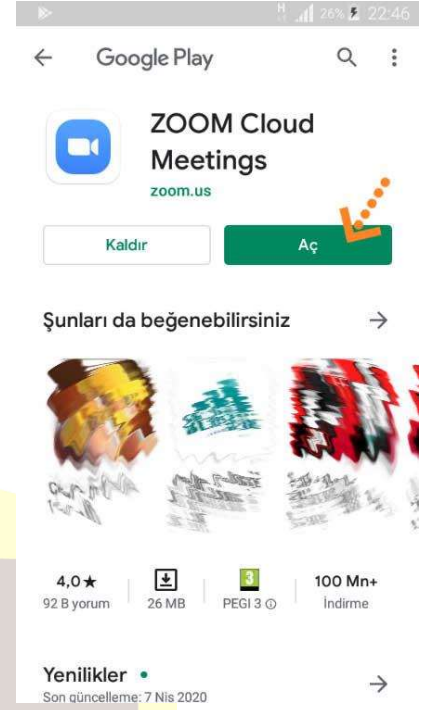 H 26% 22:46
Google Play
ZOOM Cloud
Meetings
zoom.us
Kaldır Aç
Şunları da beğenebilirsiniz
4,0★ 3 100 Mn+
92 B yorum 26 MB PEGI 3 İndirme
Yenilikler •
Son güncelleme: 7 Nis 2020